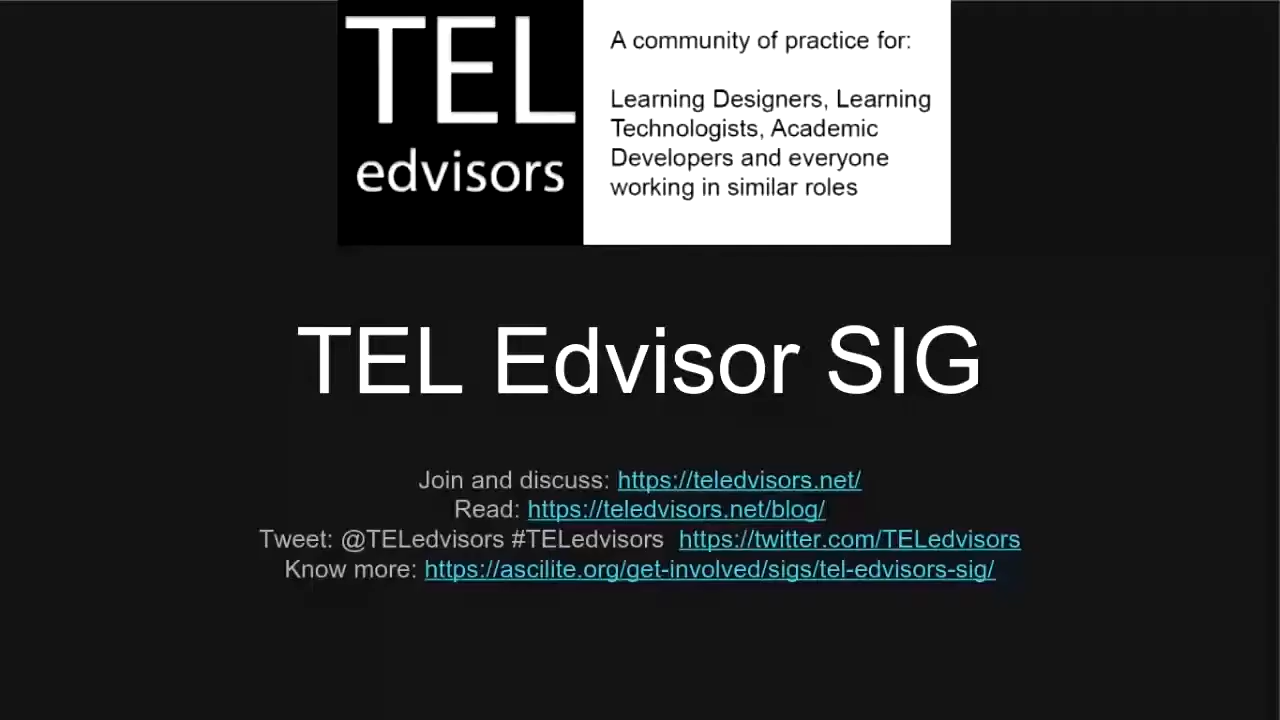 TEL
edvisors
A community of practice for:
Learning Designers, Learning
Technologists, Academic
Developers and everyone
working in similar roles
TEL Edvisor SIG
Join and discuss: https://teledvisors.net/
Read: https://teledvisors.net/blog/
Tweet: @TELedvisors #TELedvisors https://twitter.com/TELedvisors
Know more: https://ascilite.org/get-involved/sigs/tel-edvisors-sig/